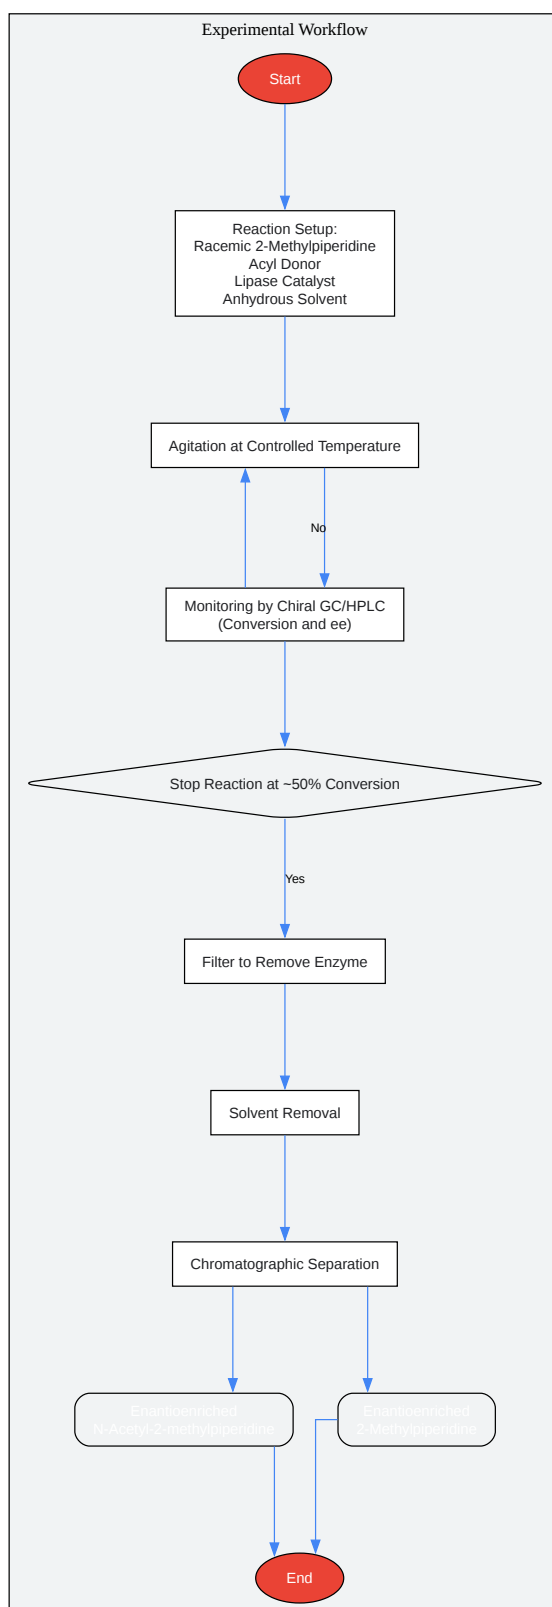 Experimental Workflow
Start
Reaction Setup:
Racemic 2-Methylpiperidine
Acyl Donor
Lipase Catalyst
Anhydrous Solvent
Agitation at Controlled Temperature
No
Monitoring by Chiral GC/HPLC
(Conversion and ee)
Stop Reaction at ~50% Conversion
Yes
Filter to Remove Enzyme
Solvent Removal
Chromatographic Separation
Enantioenriched
N-Acetyl-2-methylpiperidine
Enantioenriched
2-Methylpiperidine
End